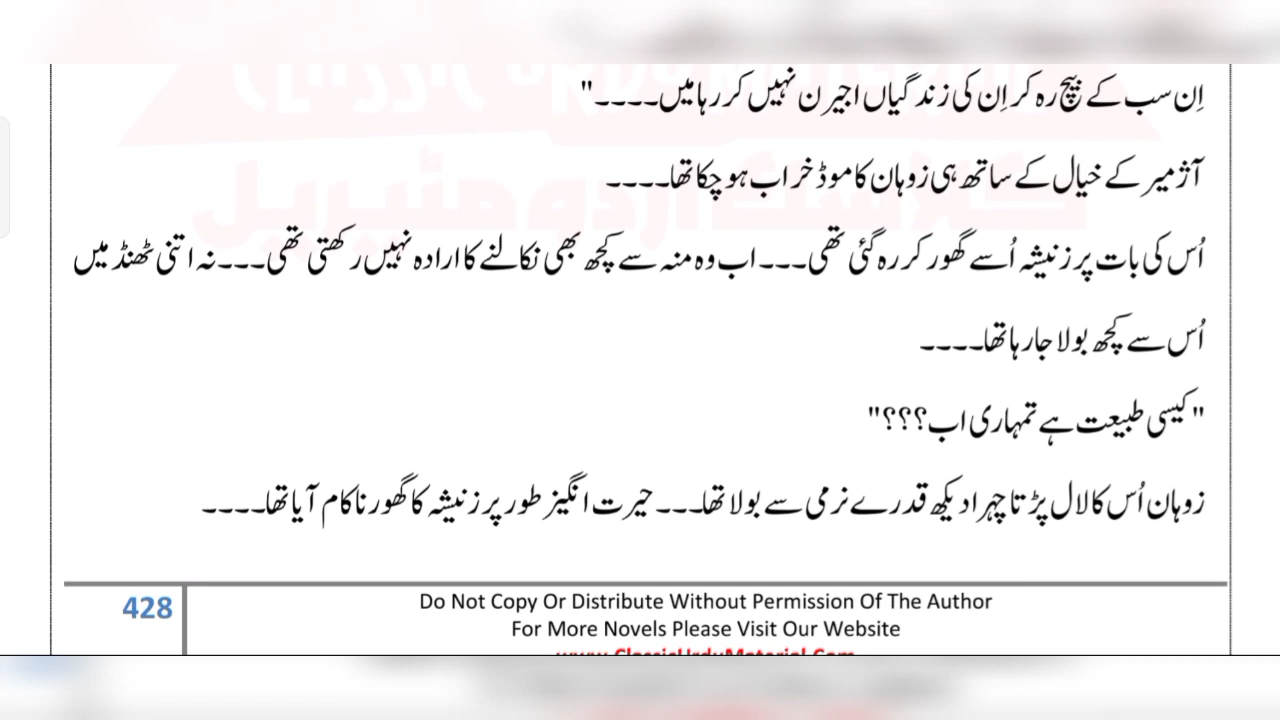 اِن سب کے بیچ رہ کر اِن کی زندگیاں اجیرن نہیں کر رہا میں۔۔۔۔"
آژمیر کے خیال کے ساتھ ہی زوہان کا موڈ خراب ہو چکا تھا۔۔۔۔
اُس کی بات پر زنیشہ اُسے گھور کر رہ گئی تھی۔۔۔ اب وہ منہ سے کچھ بھی نکالنے کا ارادہ نہیں رکھتی تھی۔۔۔ نہ اتنی ٹھنڈ میں
اُس سے کچھ بولا جا رہا تھا۔۔۔۔
"کیسی طبیعت ہے تمہاری اب؟؟؟"
زوہان اُس کا لال پڑتا چہرا دیکھ قدرے نرمی سے بولا تھا۔۔۔ حیرت انگیز طور پر زنیشہ کا گھورنا کام آیا تھا۔۔۔۔
428
Do Not Copy Or Distribute Without Permission Of The Author
For More Novels Please Visit Our Website
www.ClassicUrduMaterial.Com